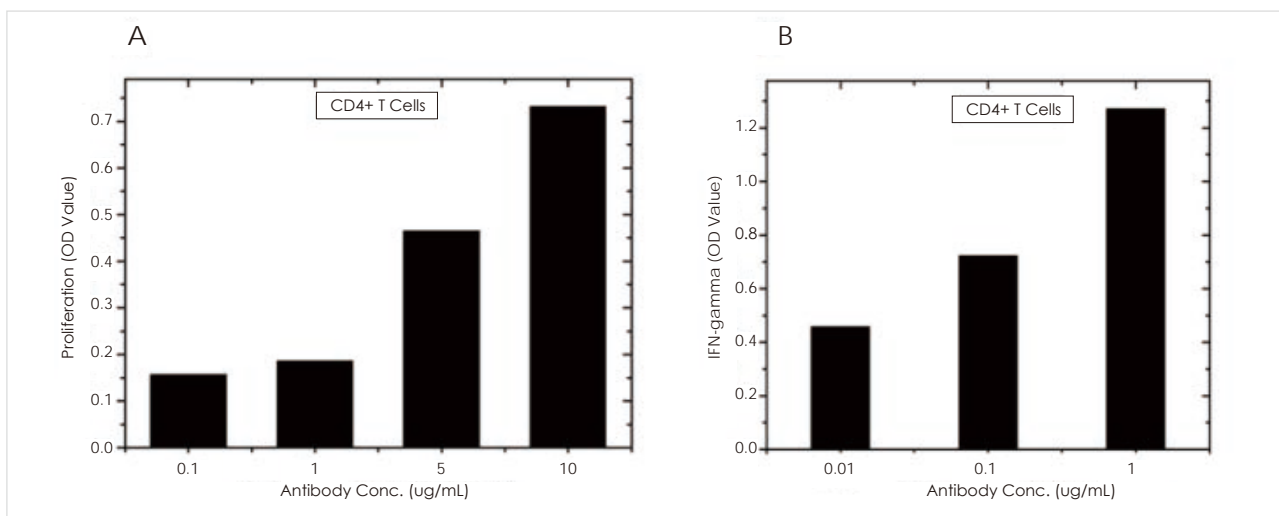 A
CD4+ T Cells
Proliferation (OD Value)
0.7
0.6
0.5
0.4
0.3
0.2
0.1
0.0
0.1 1 5 10
Antibody Conc. (ug/mL)
B
CD4+ T Cells
IFN-gamma (OD Value)
1.2
1.0
0.8
0.6
0.4
0.2
0.0
0.01 0.1 1
Antibody Conc. (ug/mL)